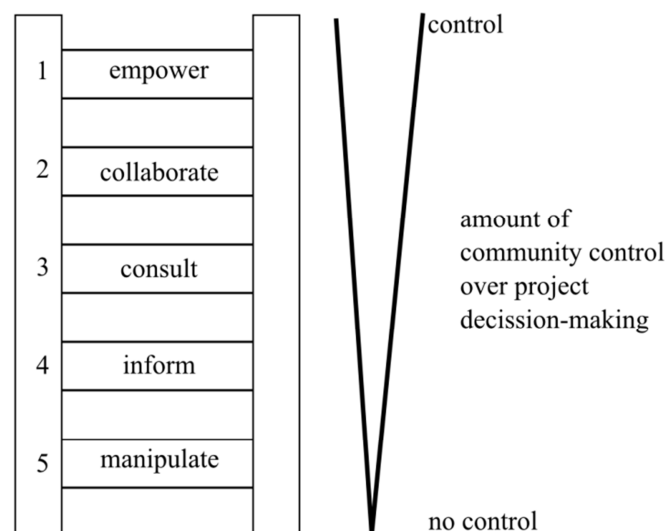 control
1 empower
2 collaborate
amount of
community control
3 consult
over project
decission-making
4 inform
5 manipulate
no control